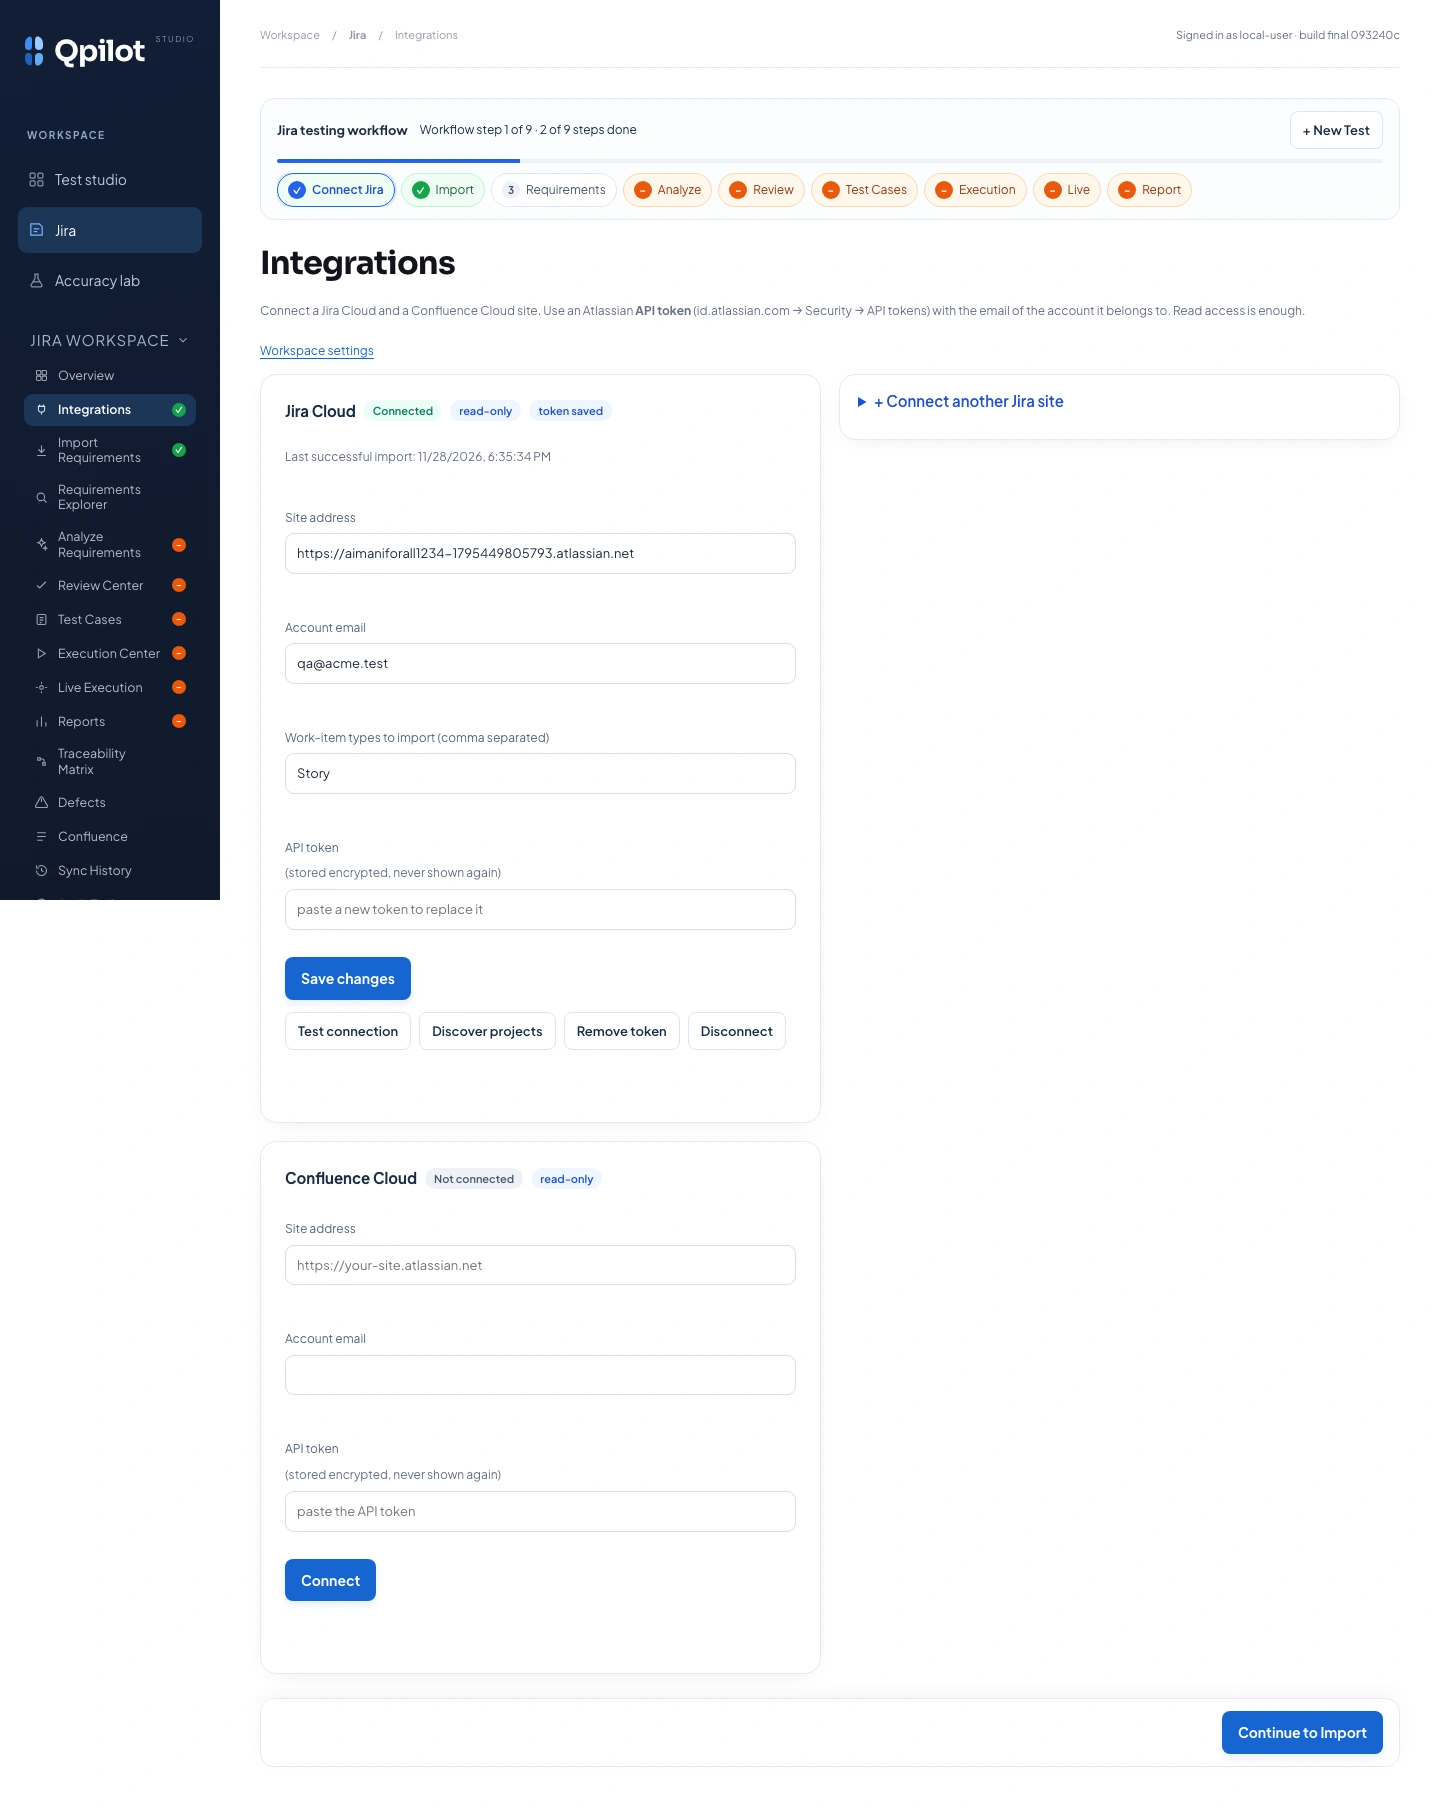 Qpilot STUDIO
WORKSPACE
Test studio
Jira
Accuracy lab
JIRA WORKSPACE
Overview
Integrations
Import
Requirements
Requirements
Explorer
Analyze
Requirements
Review Center
Test Cases
Execution Center
Live Execution
Reports
Traceability
Matrix
Defects
Confluence
Sync History
Workspace / Jira / Integrations
Signed in as local-user · build final 093240c
Jira testing workflow Workflow step 1 of 9 · 2 of 9 steps done
+ New Test
Connect Jira Import 3 Requirements Analyze Review Test Cases Execution Live Report
Integrations
Connect a Jira Cloud and a Confluence Cloud site. Use an Atlassian API token (id.atlassian.com → Security → API tokens) with the email of the account it belongs to. Read access is enough.
Workspace settings
Jira Cloud Connected read-only token saved
Last successful import: 11/28/2026, 6:35:34 PM
Site address
https://aimaniforall1234-1795449805793.atlassian.net
Account email
qa@acme.test
Work-item types to import (comma separated)
Story
API token
(stored encrypted, never shown again)
paste a new token to replace it
Save changes
Test connection Discover projects Remove token Disconnect
+ Connect another Jira site
Confluence Cloud Not connected read-only
Site address
https://your-site.atlassian.net
Account email
API token
(stored encrypted, never shown again)
paste the API token
Connect
Continue to Import